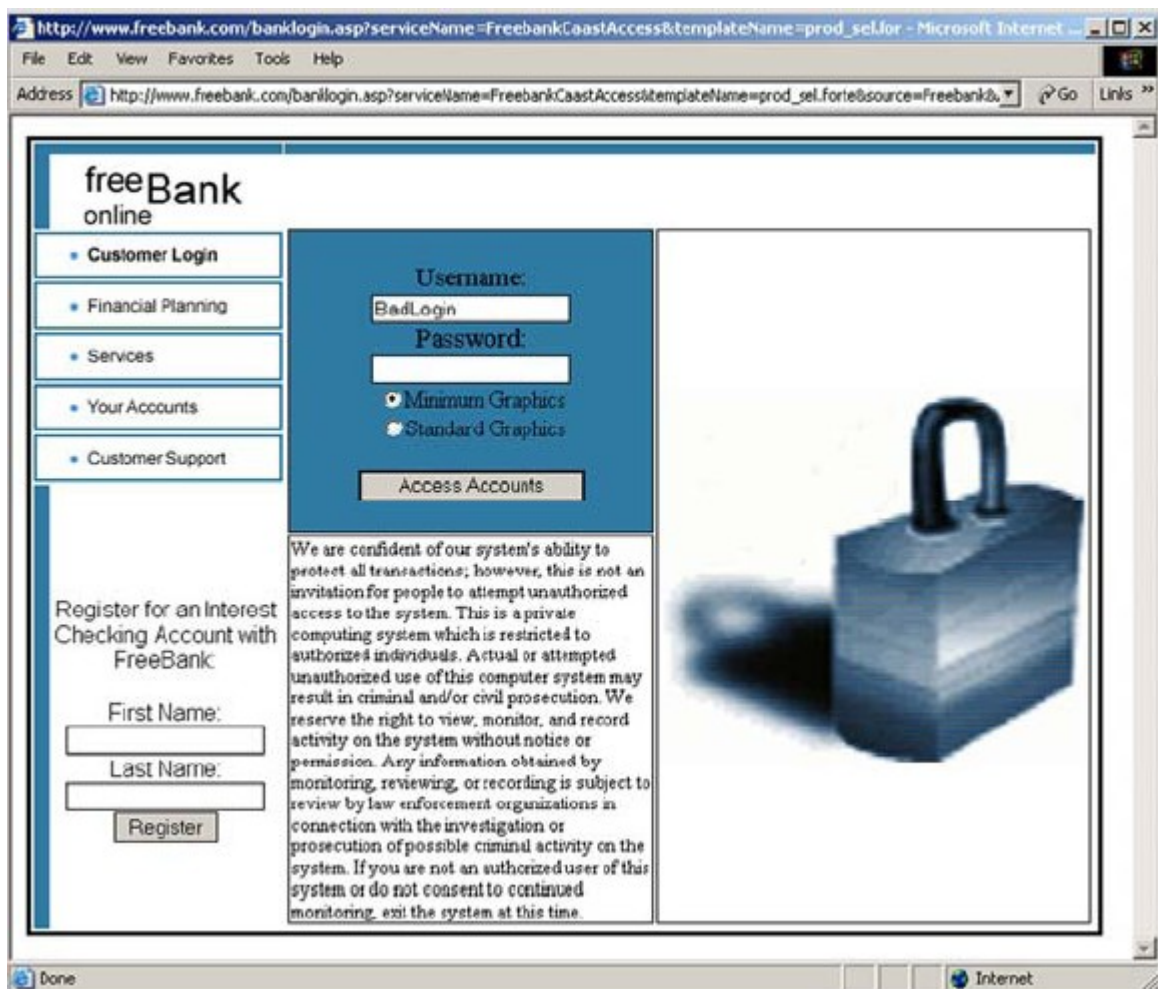 http://www.freebank.com/banklogin.asp?serviceName=FreebankCaastAccess&templateName=prod_sel.for - Microsoft Internet ...
File Edit View Favorites Tools Help
Address http://www.freebank.com/banklogin.asp?serviceName=FreebankCaastAccess&templateName=prod_sel.forte&source=Freebank& Go Links »
free Bank
online
Customer Login
Financial Planning
Services
Your Accounts
Customer Support
Register for an Interest
Checking Account with
FreeBank:
First Name:
Last Name:
Register
Username:
BadLogin
Password:
Minimum Graphics
Standard Graphics
Access Accounts
We are confident of our system's ability to
protect all transactions; however, this is not an
invitation for people to attempt unauthorized
access to the system. This is a private
computing system which is restricted to
authorized individuals. Actual or attempted
unauthorized use of this computer system may
result in criminal and/or civil prosecution. We
reserve the right to view, monitor, and record
activity on the system without notice or
permission. Any information obtained by
monitoring, reviewing, or recording is subject to
review by law enforcement organizations in
connection with the investigation or
prosecution of possible criminal activity on the
system. If you are not an authorized user of this
system or do not consent to continued
monitoring, exit the system at this time.
Done
Internet